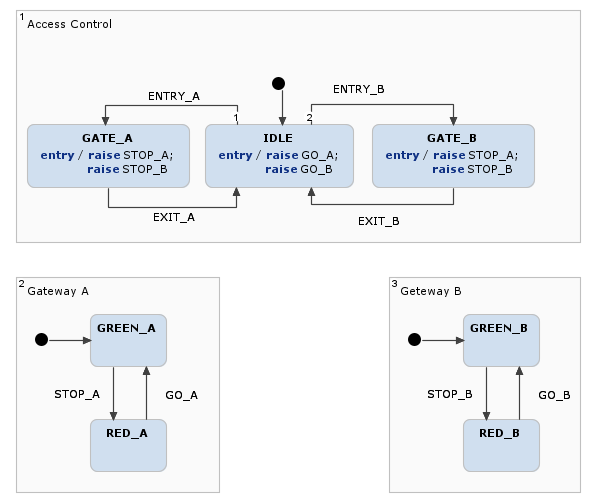 1
Access Control
ENTRY_A
ENTRY_B
1
2
GATE_A
entry / raise STOP_A;
raise STOP_B
IDLE
entry / raise GO_A;
raise GO_B
GATE_B
entry / raise STOP_A;
raise STOP_B
EXIT_A
EXIT_B
2
Gateway A
GREEN_A
STOP_A
GO_A
RED_A
3
Geteway B
GREEN_B
STOP_B
GO_B
RED_B